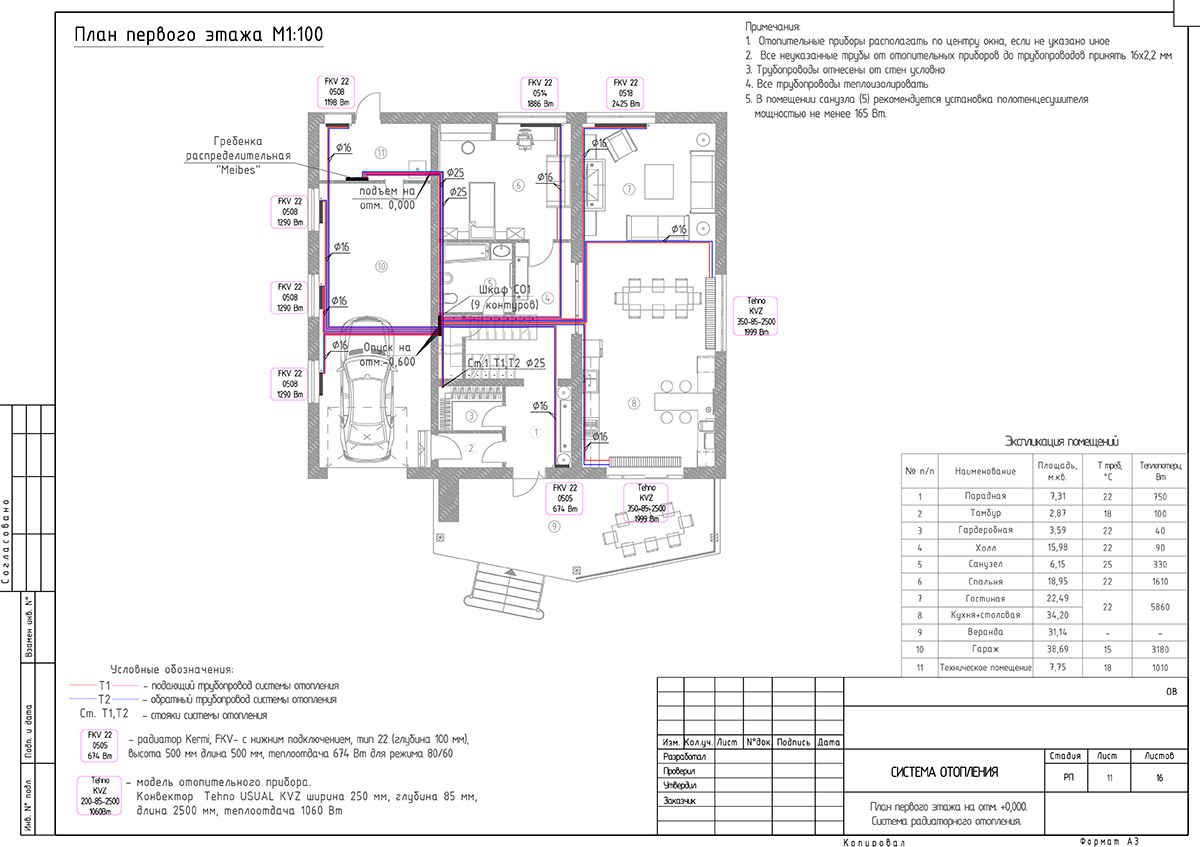 План первого этажа М1:100
Примечания:
1. Отопительные приборы располагать по центру окна, если не указано иное
2. Все неуказанные трубы от отопительных приборов до трубопроводов принять 16х2,2 мм
3. Трубопроводы отнесены от стен условно
4. Все трубопроводы теплоизолировать
5. В помещении санузла (5) рекомендуется установка полотенцесушителя
мощностью не менее 165 Вт.
FKV 22
0508
1198 Вт
FKV 22
0514
1886 Вт
FKV 22
0518
2425 Вт
Гребенка
распределительная
"Meibes"
Ø16
11
Ø25
Ø25
подъем на
отм. 0,000
Ø16
6
Ø16
7
FKV 22
0508
1290 Вт
Ø16
10
Ø16
5
Шкаф СО1
(9 контуров)
4
FKV 22
0508
1290 Вт
Ø16
Tehno
KVZ
350-85-2500
1999 Вт
Ø16
Опуск на
отм.-0,600
Ст.1 Т1,Т2 Ø25
FKV 22
0508
1290 Вт
Ø16
3
1
2
8
Ø16
FKV 22
0505
674 Вт
Tehno
KVZ
350-85-2500
1999 Вт
9
Экспликация помещений
№ п/п Наименование Площадь, м.кв. Т треб, °С Теплопотери, Вт
1 Парадная 7,31 22 750
2 Тамбур 2,87 18 100
3 Гардеробная 3,59 22 40
4 Холл 15,98 22 90
5 Санузел 6,15 25 330
6 Спальня 18,95 22 1610
7 Гостиная 22,49 22 5860
8 Кухня+столовая 34,20
9 Веранда 31,14 - -
10 Гараж 38,69 15 3180
11 Техническое помещение 7,75 18 1010
Условные обозначения:
Т1 - подающий трубопровод системы отопления
Т2 - обратный трубопровод системы отопления
Ст. Т1,Т2 - стояки системы отопления
FKV 22
0505
674 Вт
- радиатор Kermi, FKV- с нижним подключением, тип 22 (глубина 100 мм),
высота 500 мм длина 500 мм, теплоотдача 674 Вт для режима 80/60
Tehno
KVZ
200-85-2500
1060Вт
- модель отопительного прибора.
Конвектор Tehno USUAL KVZ ширина 250 мм, глубина 85 мм,
длина 2500 мм, теплоотдача 1060 Вт
Согласовано
Взамен инв. N°
Подп. и дата
Инв. N° подл.
ОВ
Изм. Кол.уч. Лист N°док. Подпись Дата
Разработал
Проверил
Утвердил
Заказчик
СИСТЕМА ОТОПЛЕНИЯ
Стадия Лист Листов
РП 11 16
План первого этажа на отм. +0,000.
Система радиаторного отопления.
Копировал
Формат А3